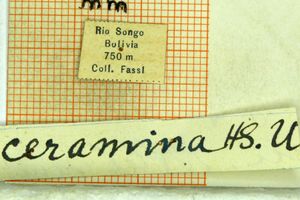 mm
Rio Songo
Bolivia
750 m
Coll. Fassl
ceramina HS. U